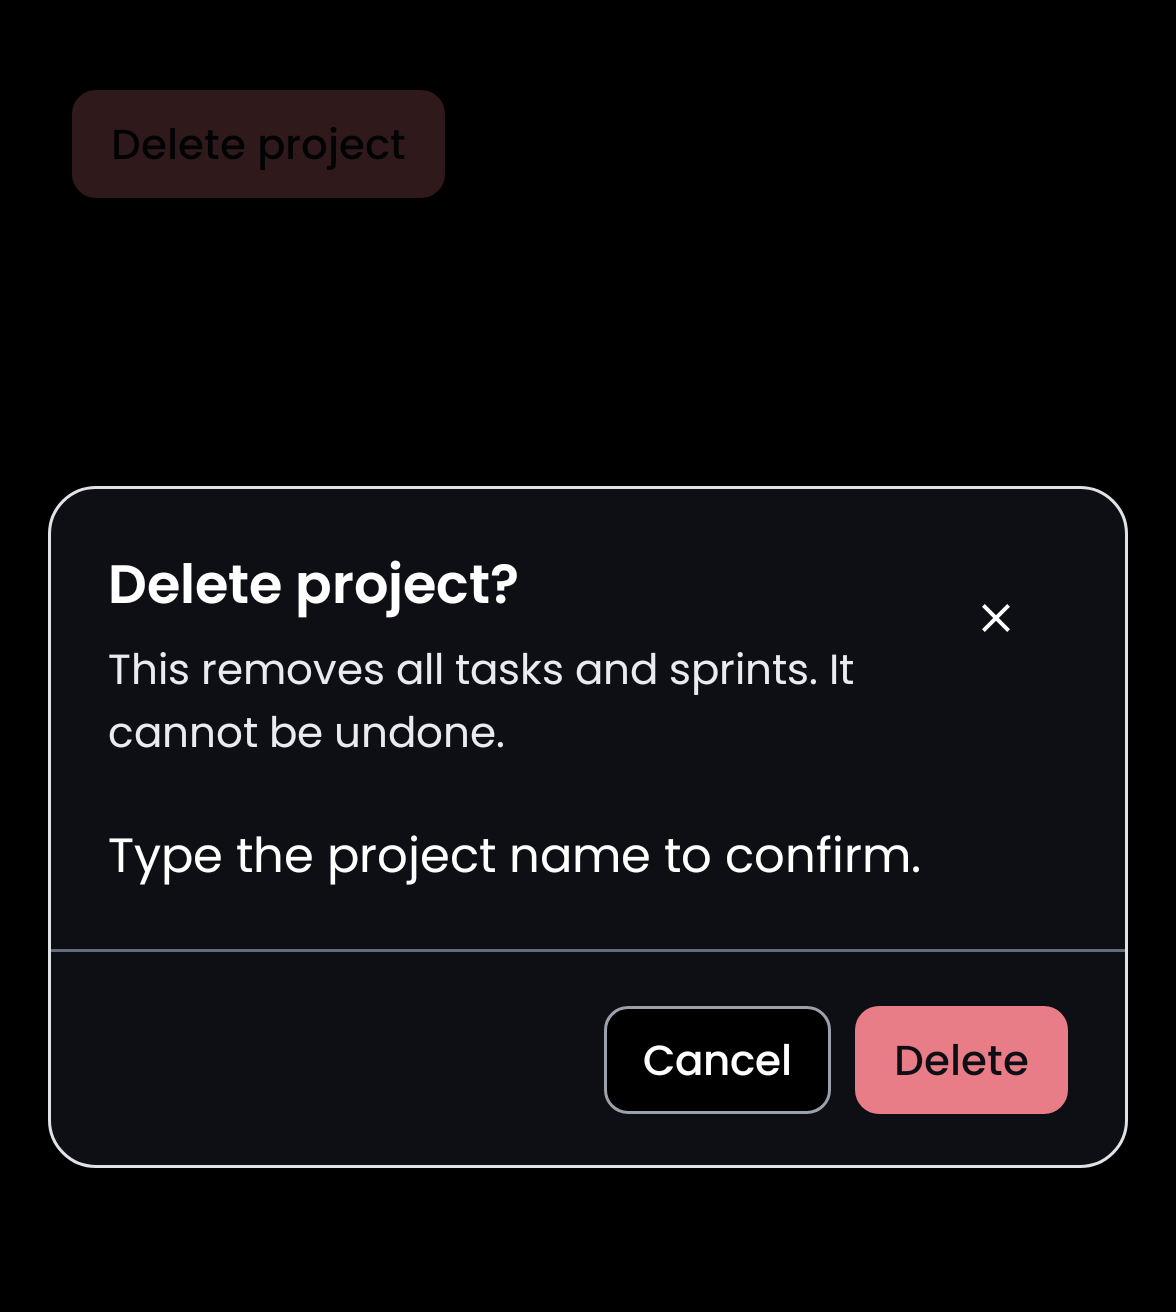 Delete project
Delete project?
This removes all tasks and sprints. It
cannot be undone.
Type the project name to confirm.
Cancel
Delete